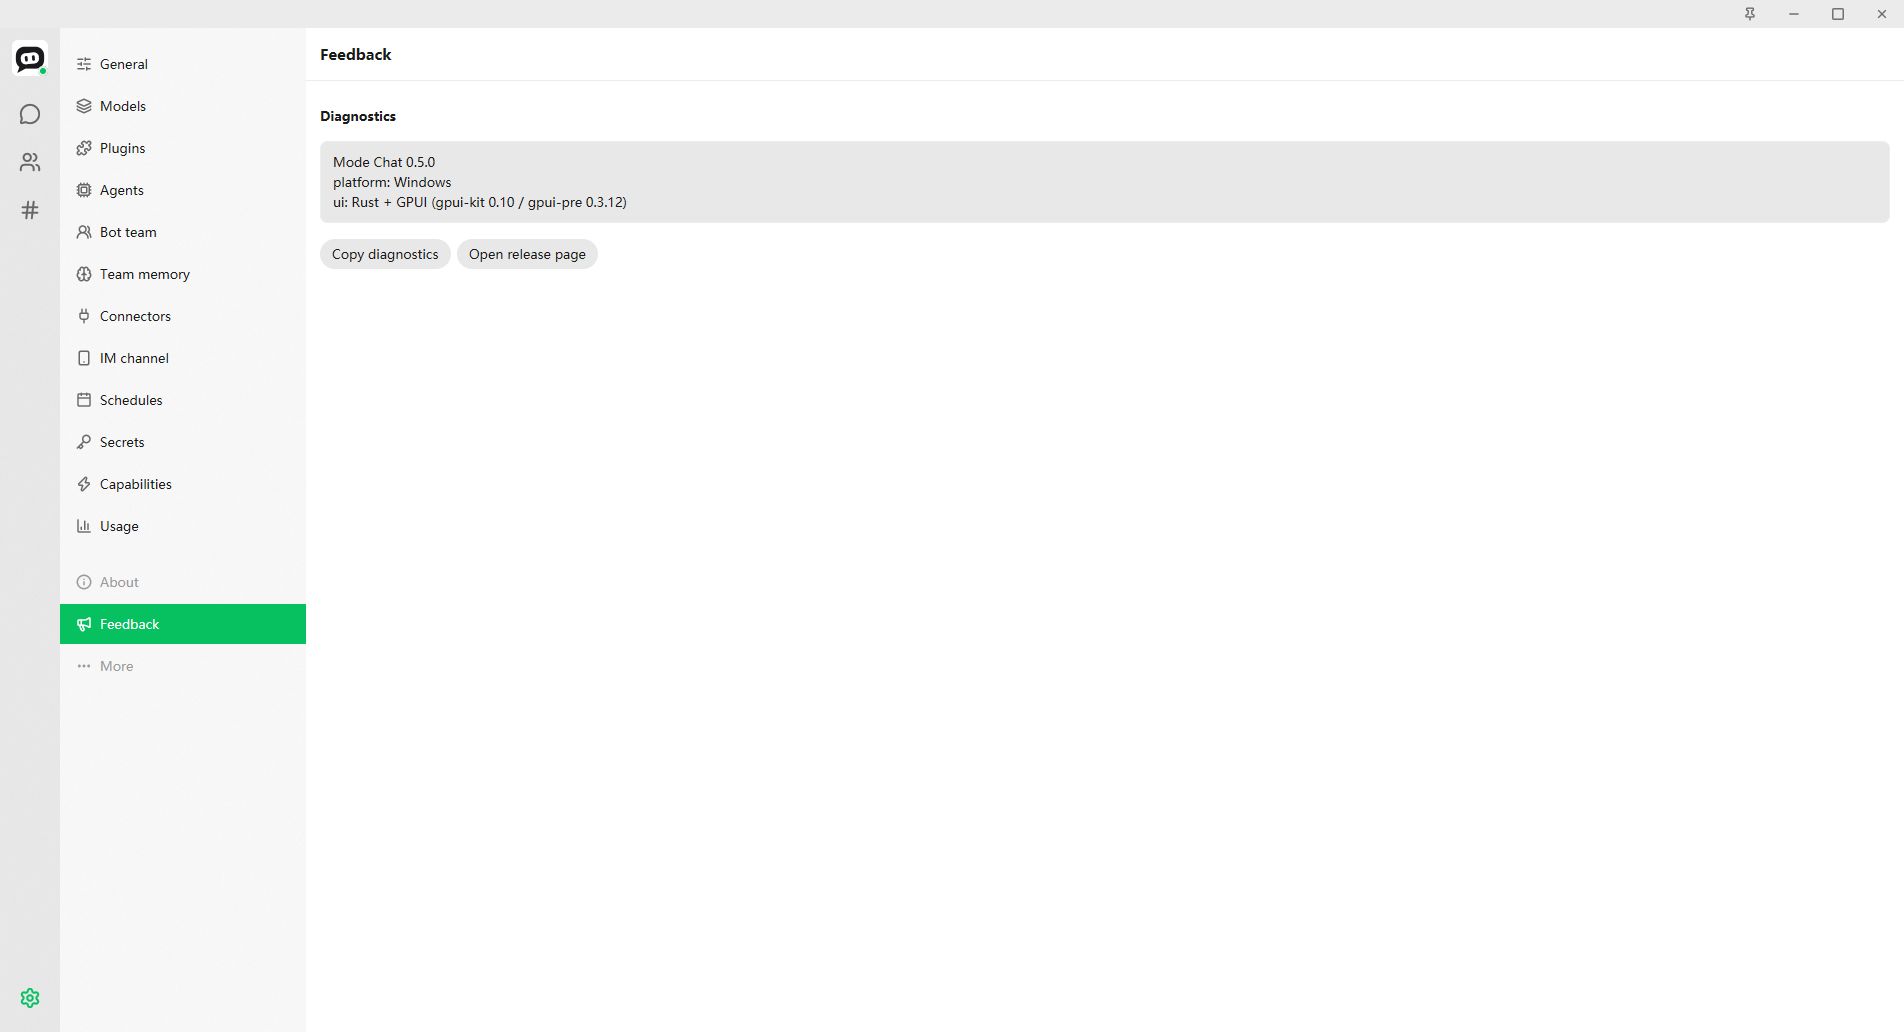 General
Models
Plugins
Agents
Bot team
Team memory
Connectors
IM channel
Schedules
Secrets
Capabilities
Usage
About
Feedback
More
Feedback
Diagnostics
Mode Chat 0.5.0
platform: Windows
ui: Rust + GPUI (gpui-kit 0.10 / gpui-pre 0.3.12)
Copy diagnostics
Open release page